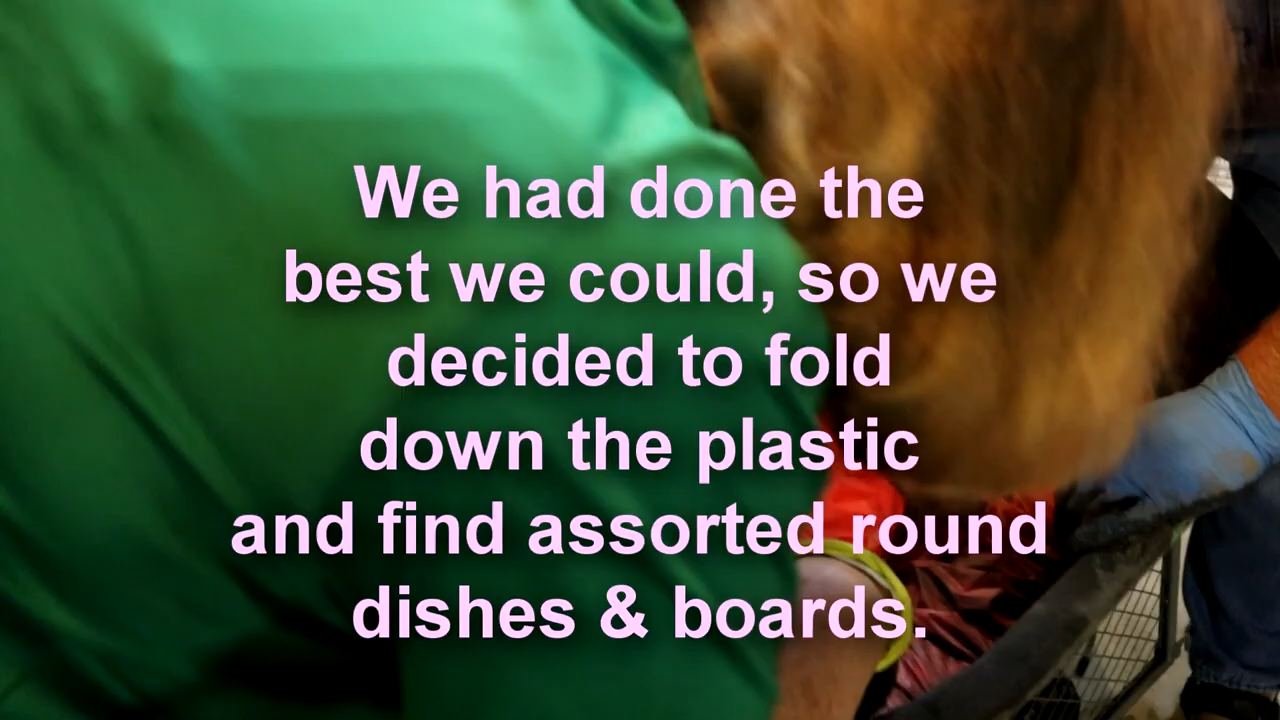 We had done the
best we could, so we
decided to fold
down the plastic
and find assorted round
dishes & boards.